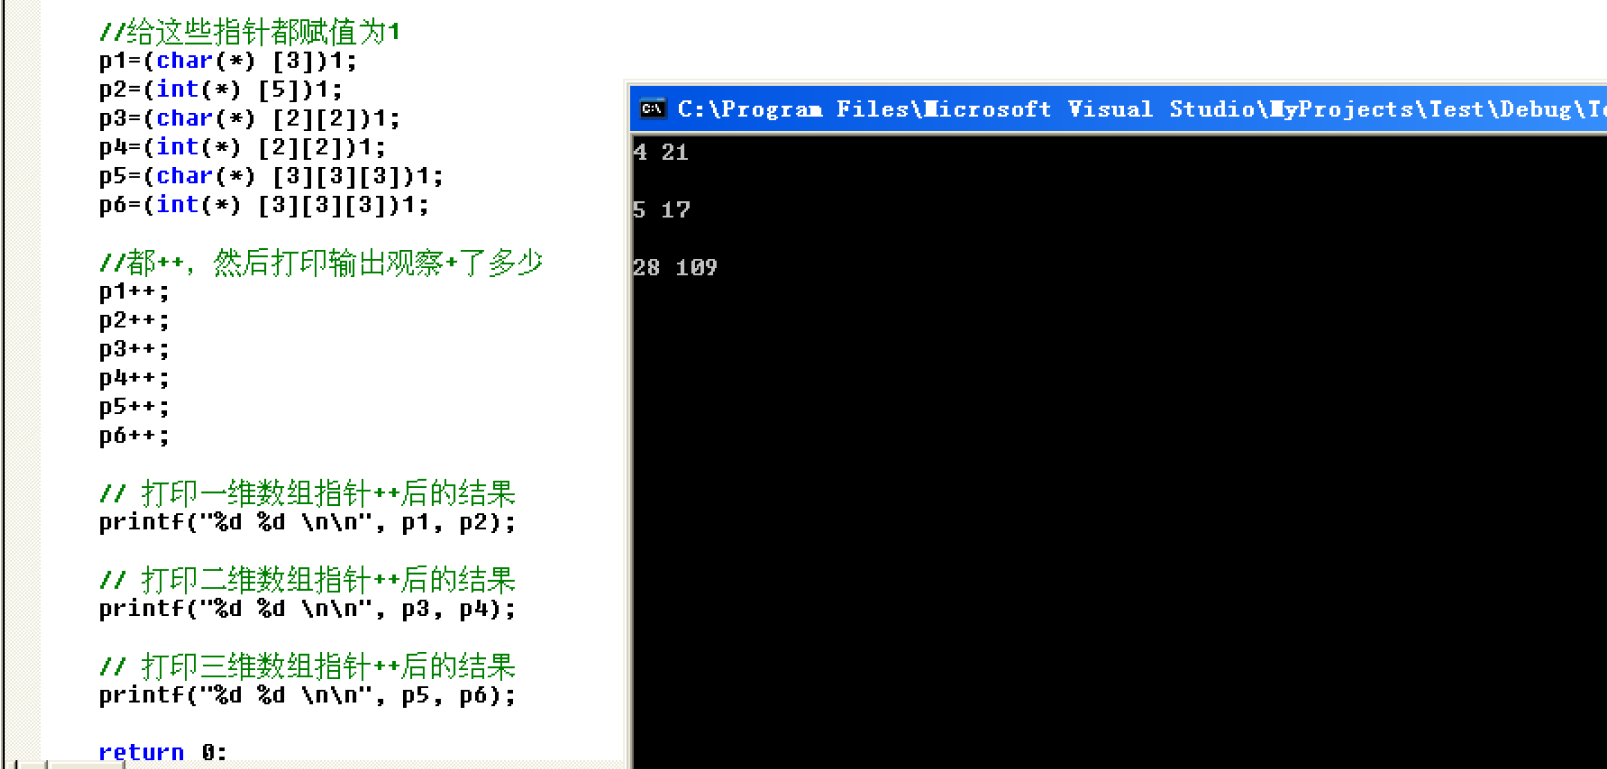 //给这些指针都赋值为1
p1=(char(*) [3])1;
p2=(int(*) [5])1;
p3=(char(*) [2][2])1;
p4=(int(*) [2][2])1;
p5=(char(*) [3][3][3])1;
p6=(int(*) [3][3][3])1;
//都++，然后打印输出观察+了多少
p1++;
p2++;
p3++;
p4++;
p5++;
p6++;
// 打印一维数组指针++后的结果
printf("%d %d \n\n", p1, p2);
// 打印二维数组指针++后的结果
printf("%d %d \n\n", p3, p4);
// 打印三维数组指针++后的结果
printf("%d %d \n\n", p5, p6);
return 0;
C:\Program Files\Microsoft Visual Studio\MyProjects\Test\Debug\Te
4 21
5 17
28 109